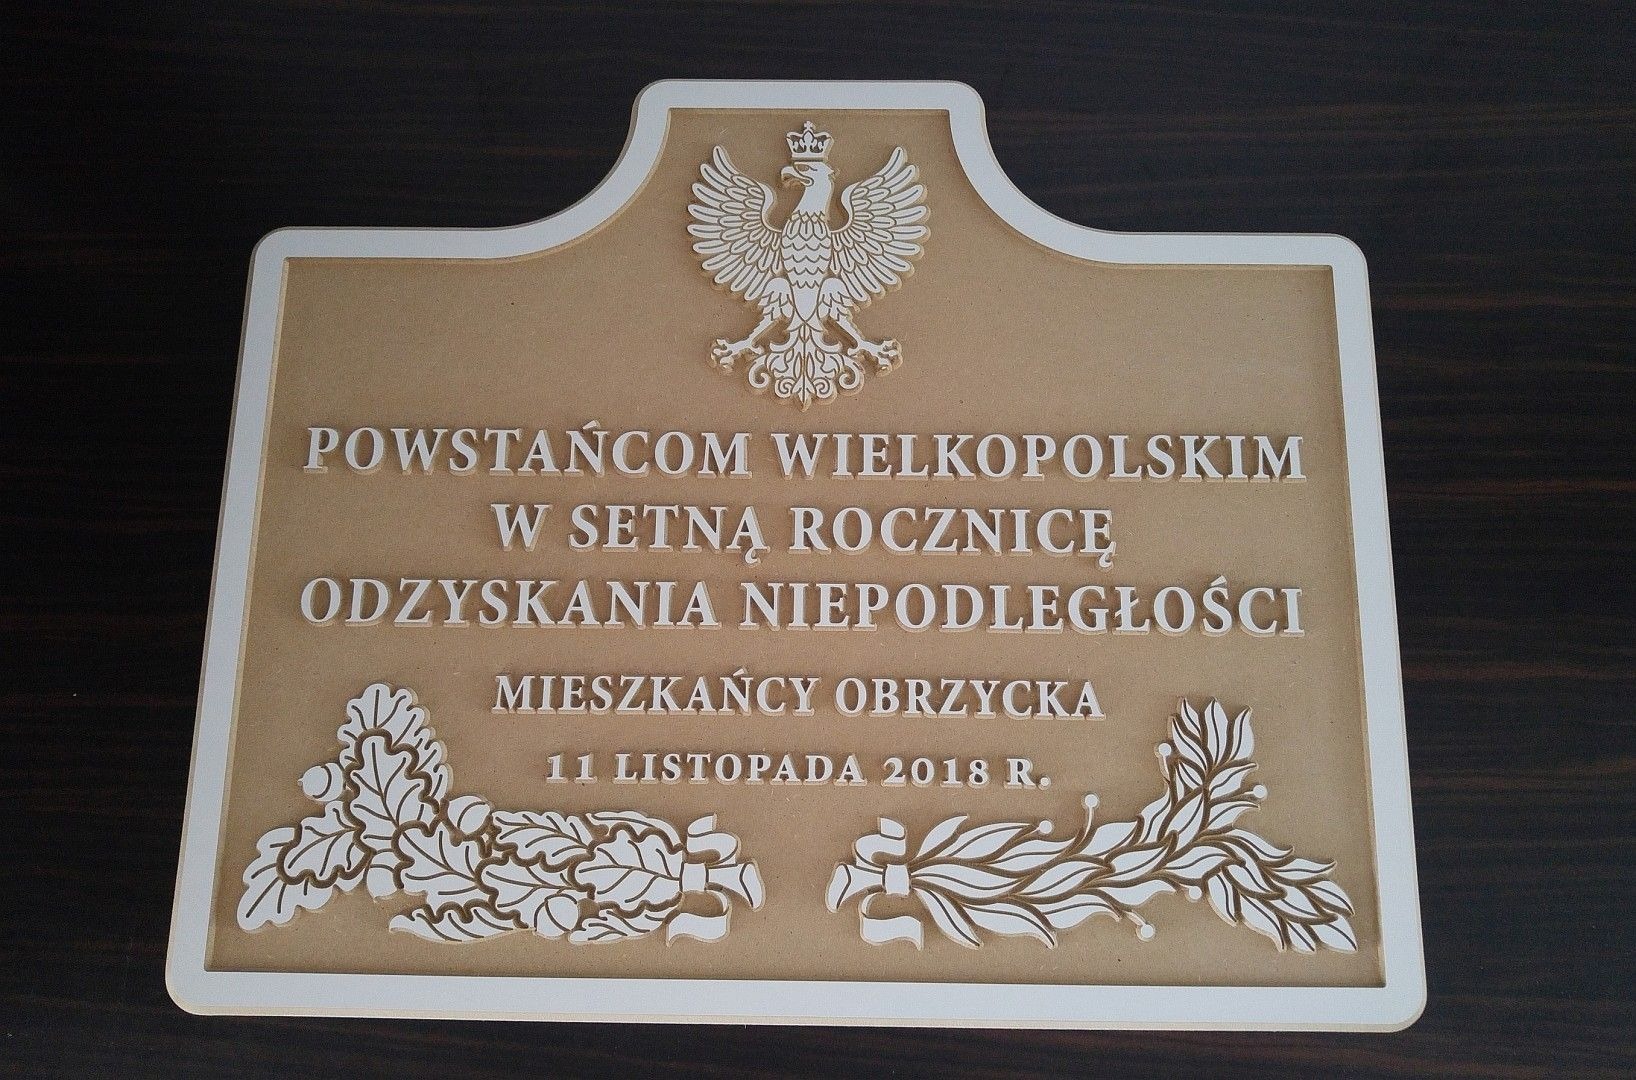 POWSTAŃCOM WIELKOPOLSKIM
W SETNĄ ROCZNICĘ
ODZYSKANIA NIEPODLEGŁOŚCI
MIESZKAŃCY OBRZYCKA
11 LISTOPADA 2018 R.